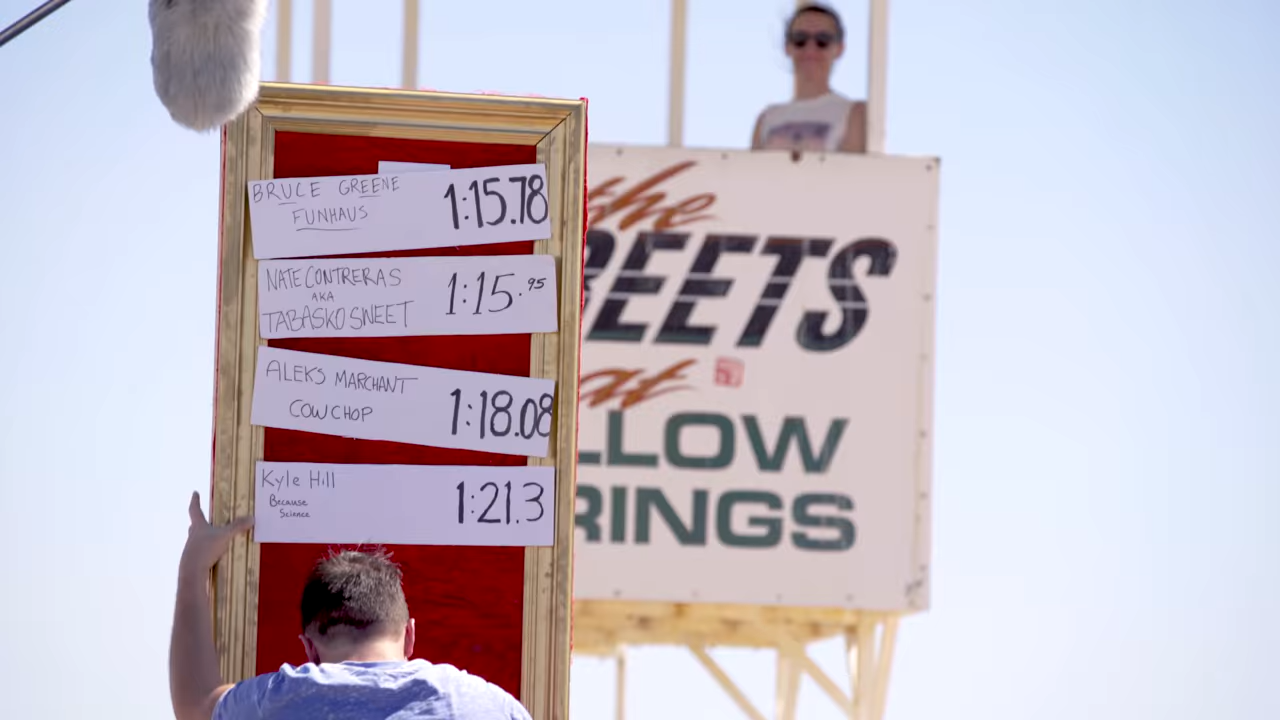 BRUCE GREENE
FUNHAUS
1:15.78
NATE CONTRERAS
AKA
TABASKO SWEET
1:15.95
ALEKS MARCHANT
COWCHOP
1:18.08
Kyle Hill
Because
Science
1:21.3
the
REETS
at
LLOW
RINGS